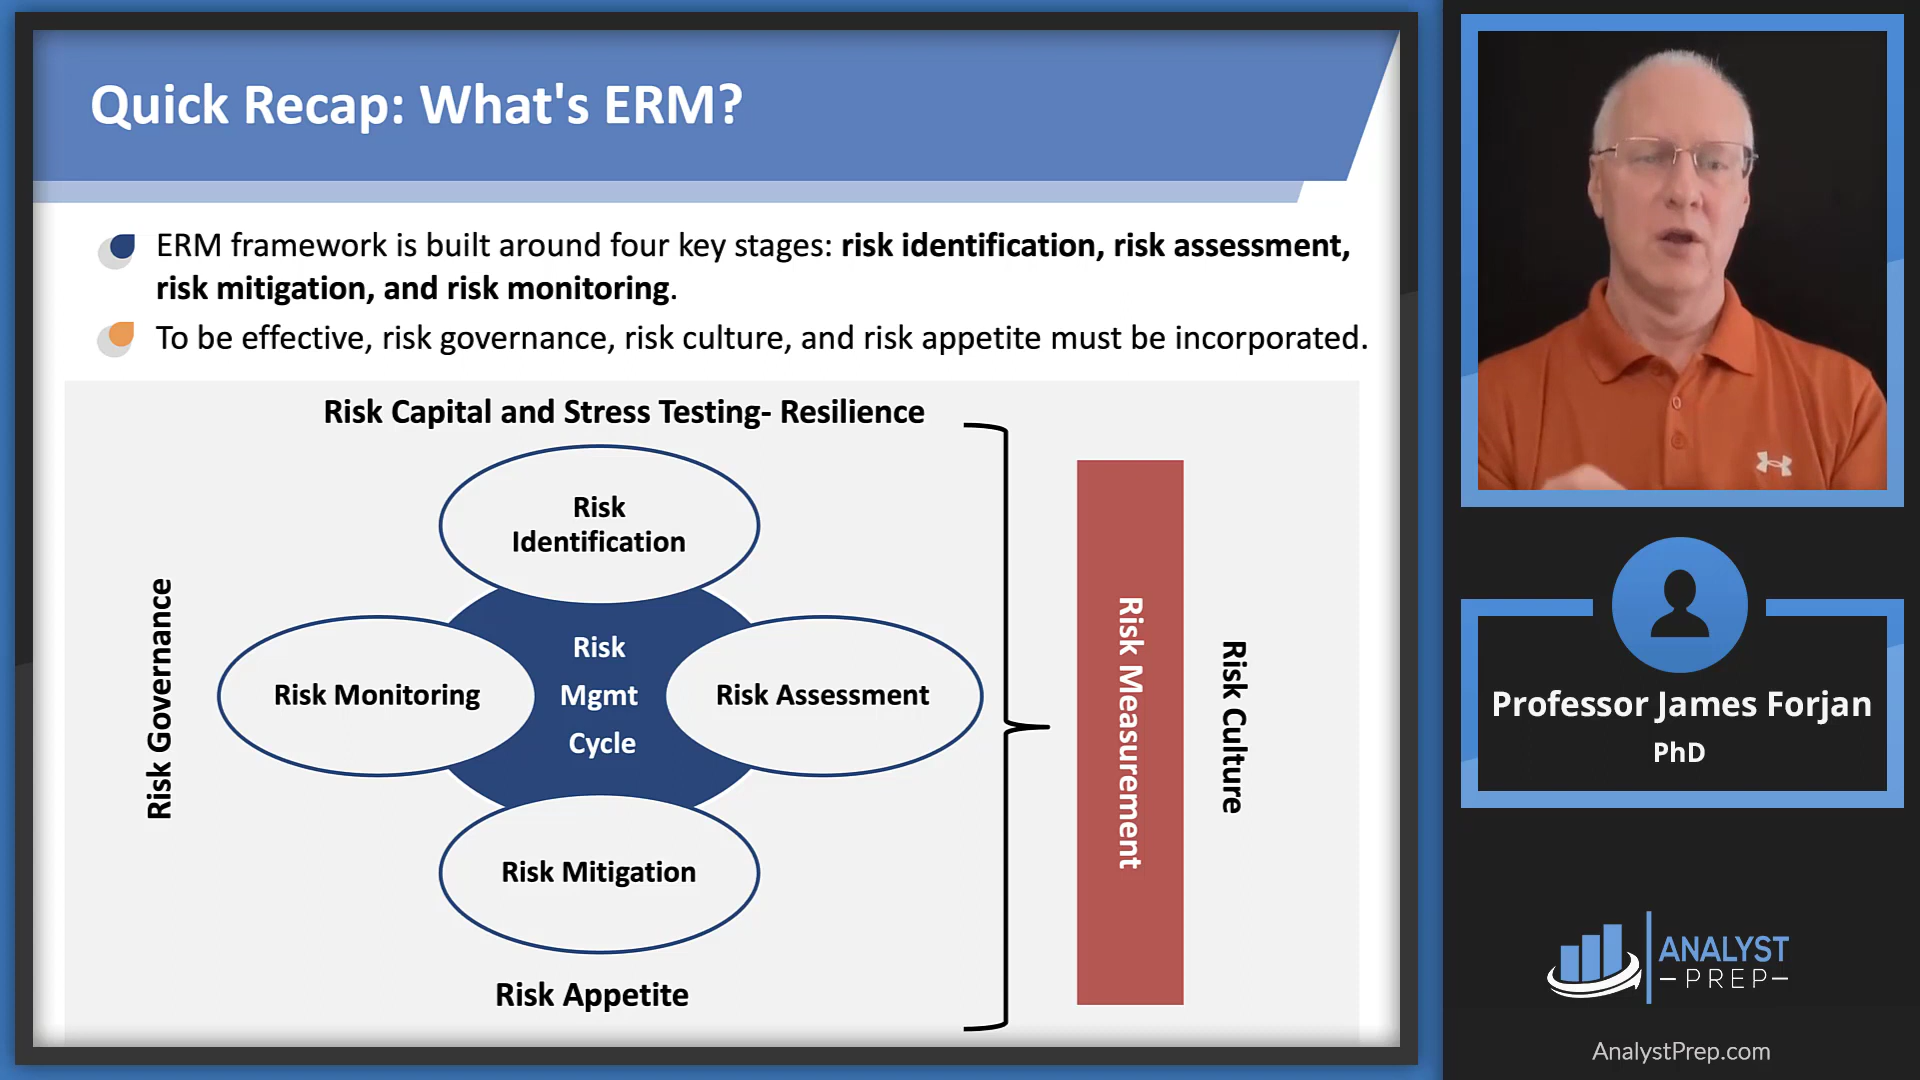 Quick Recap: What's ERM?
ERM framework is built around four key stages: risk identification, risk assessment,
risk mitigation, and risk monitoring.
To be effective, risk governance, risk culture, and risk appetite must be incorporated.
Risk Capital and Stress Testing- Resilience
Risk
Identification
Risk Governance
Risk Monitoring
Risk
Mgmt
Cycle
Risk Assessment
Risk Mitigation
Risk Appetite
Risk Measurement
Risk Culture
Professor James Forjan
PhD
ANALYST
PREP
AnalystPrep.com